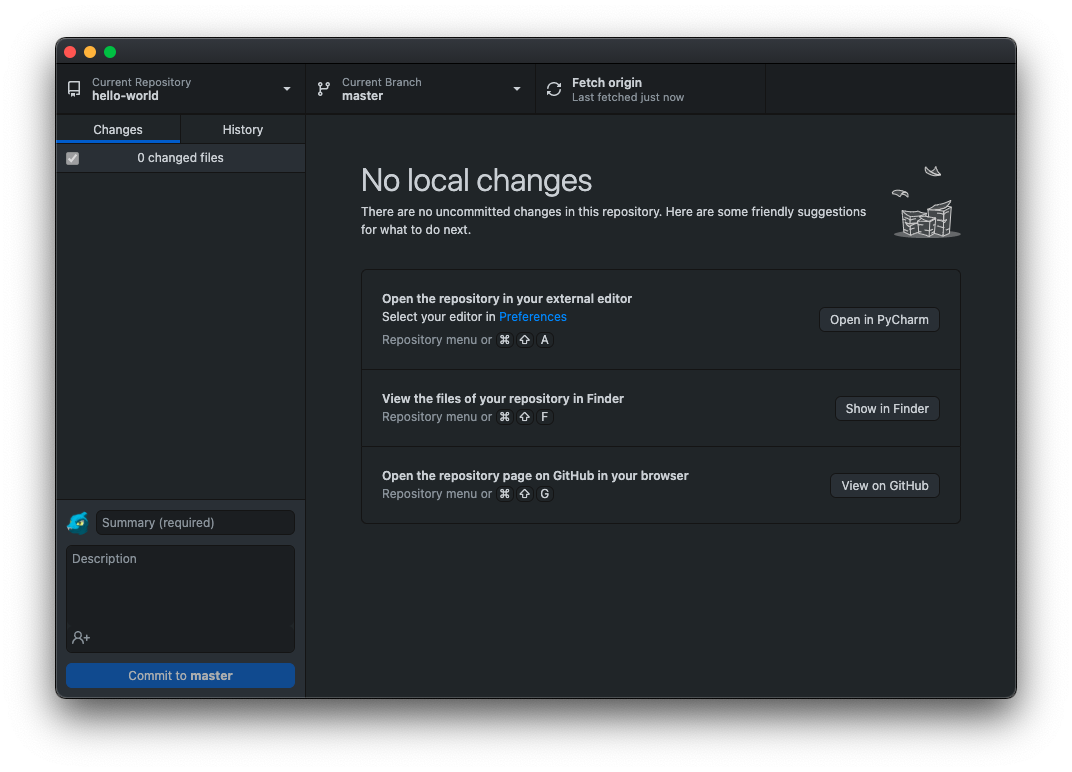 Current Repository
hello-world
Current Branch
master
Fetch origin
Last fetched just now
Changes
History
0 changed files
No local changes
There are no uncommitted changes in this repository. Here are some friendly suggestions
for what to do next.
Open the repository in your external editor
Select your editor in Preferences
Repository menu or ⌘ ⇧ A
Open in PyCharm
View the files of your repository in Finder
Repository menu or ⌘ ⇧ F
Show in Finder
Open the repository page on GitHub in your browser
Repository menu or ⌘ ⇧ G
View on GitHub
Summary (required)
Description
Commit to master